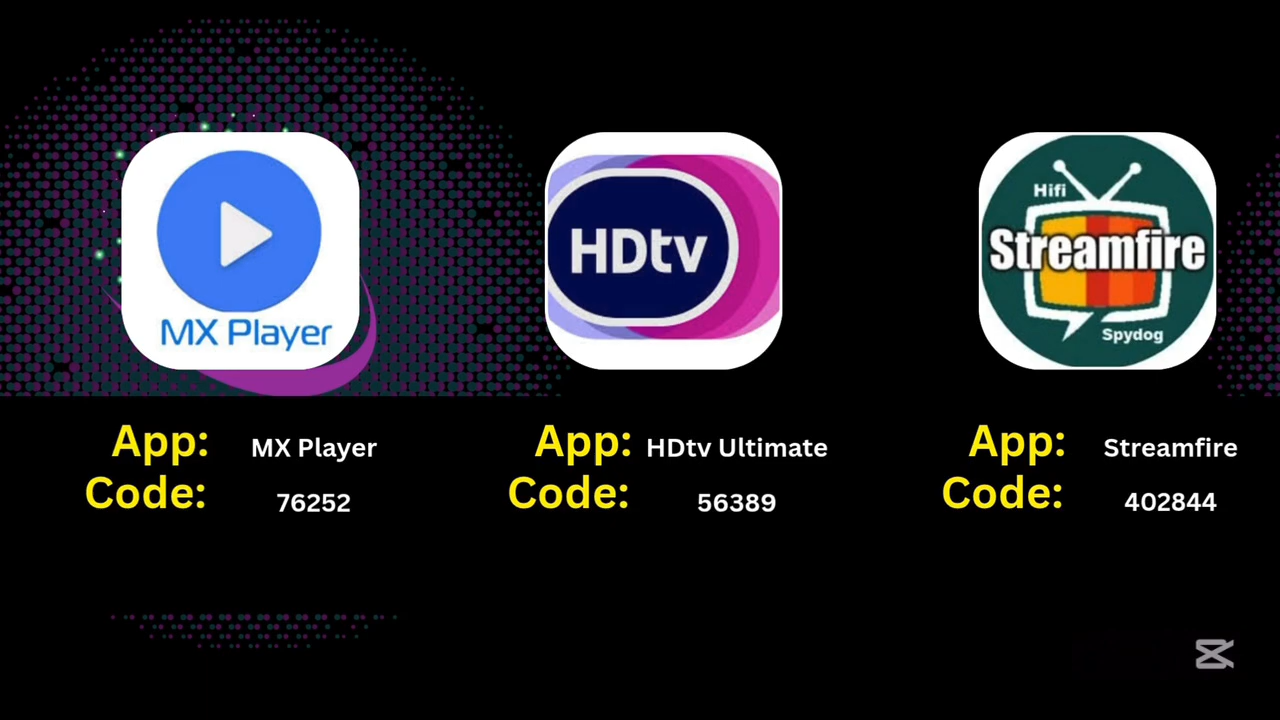 MX Player
HDtv
Hifi
Streamfire
Spydog
App: MX Player
Code: 76252
App: HDtv Ultimate
Code: 56389
App: Streamfire
Code: 402844